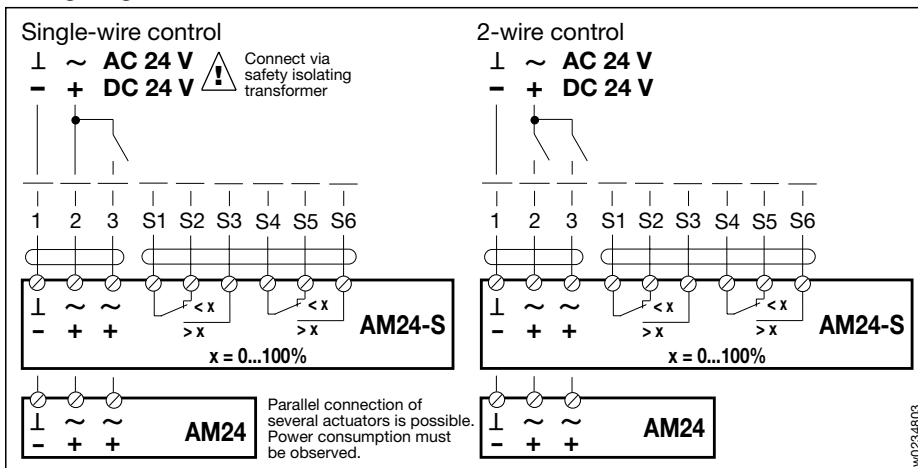 Single-wire control
⊥ ~ AC 24 V
− + DC 24 V
Connect via
safety isolating
transformer
1 2 3 S1 S2 S3 S4 S5 S6
⊥ ~ ~ < x < x
− + + > x > x
AM24-S
x = 0...100%
⊥ ~ ~
− + +
AM24
Parallel connection of
several actuators is possible.
Power consumption must
be observed.
2-wire control
⊥ ~ AC 24 V
− + DC 24 V
1 2 3 S1 S2 S3 S4 S5 S6
⊥ ~ ~ < x < x
− + + > x > x
AM24-S
x = 0...100%
⊥ ~ ~
− + +
AM24
w0234803